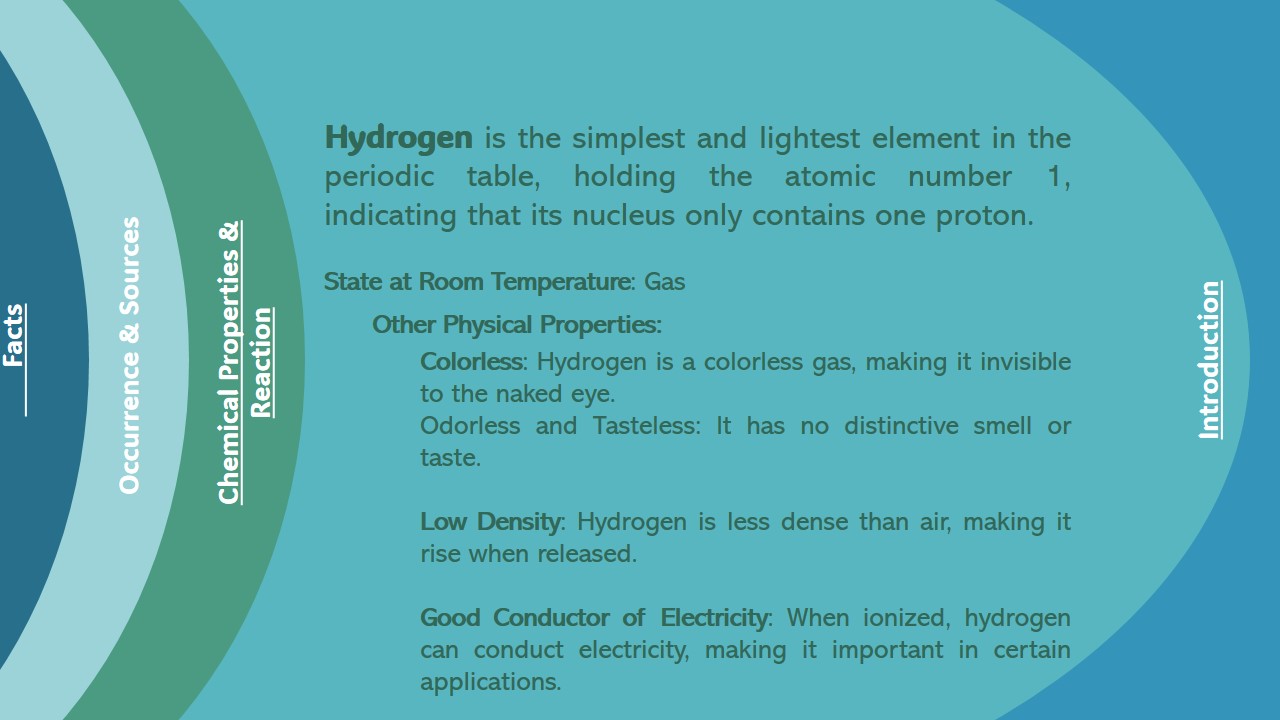 Facts
Occurrence & Sources
Chemical Properties &
Reaction
Hydrogen is the simplest and lightest element in the
periodic table, holding the atomic number 1,
indicating that its nucleus only contains one proton.
State at Room Temperature: Gas
Other Physical Properties:
Colorless: Hydrogen is a colorless gas, making it invisible
to the naked eye.
Odorless and Tasteless: It has no distinctive smell or
taste.
Low Density: Hydrogen is less dense than air, making it
rise when released.
Good Conductor of Electricity: When ionized, hydrogen
can conduct electricity, making it important in certain
applications.
Introduction